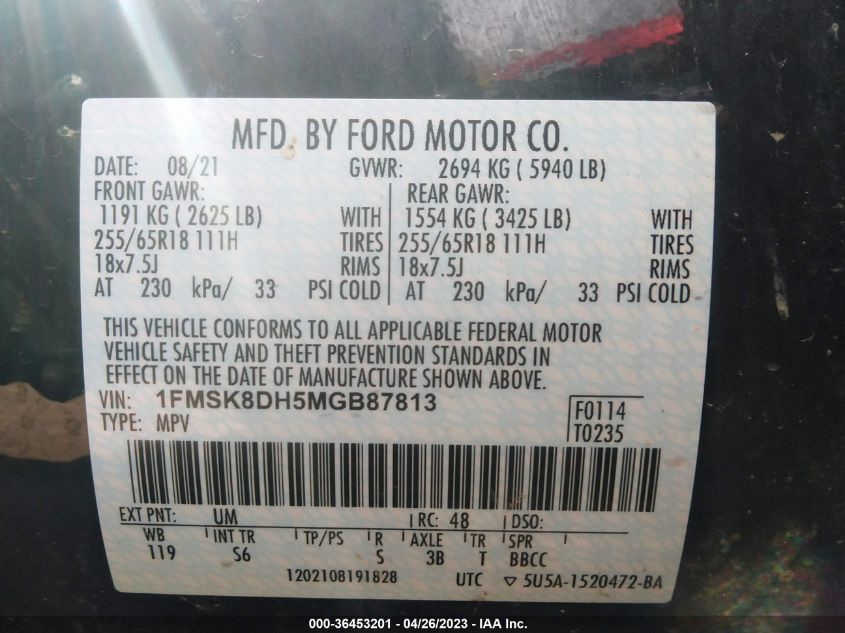 MFD. BY FORD MOTOR CO.
DATE: 08/21 GVWR: 2694 KG ( 5940 LB)
FRONT GAWR: REAR GAWR:
1191 KG ( 2625 LB) WITH 1554 KG ( 3425 LB) WITH
255/65R18 111H TIRES 255/65R18 111H TIRES
18x7.5J RIMS 18x7.5J RIMS
AT 230 kPa/ 33 PSI COLD AT 230 kPa/ 33 PSI COLD
THIS VEHICLE CONFORMS TO ALL APPLICABLE FEDERAL MOTOR
VEHICLE SAFETY AND THEFT PREVENTION STANDARDS IN
EFFECT ON THE DATE OF MANUFACTURE SHOWN ABOVE.
VIN: 1FMSK8DH5MGB87813 F0114
TYPE: MPV T0235
EXT PNT: UM RC: 48 DSO:
WB INT TR TP/PS R AXLE TR SPR
119 S6 S 3B T BBCC
1202108191828 UTC ▽ 5U5A-1520472-BA
000-36453201 - 04/26/2023 - IAA Inc.